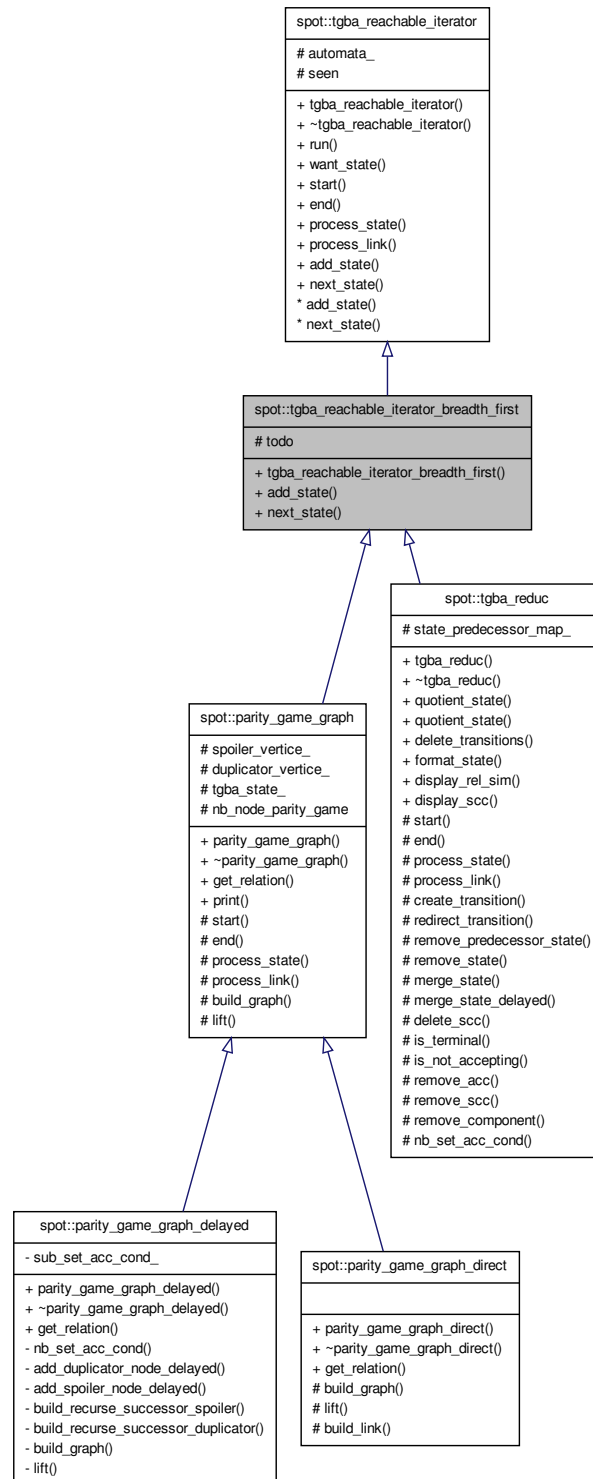 spot::tgba_reachable_iterator
# automata_
# seen
+ tgba_reachable_iterator()
+ ~tgba_reachable_iterator()
+ run()
+ want_state()
+ start()
+ end()
+ process_state()
+ process_link()
+ add_state()
+ next_state()
* add_state()
* next_state()
spot::tgba_reachable_iterator_breadth_first
# todo
+ tgba_reachable_iterator_breadth_first()
+ add_state()
+ next_state()
spot::tgba_reduc
# state_predecessor_map_
+ tgba_reduc()
+ ~tgba_reduc()
+ quotient_state()
+ quotient_state()
+ delete_transitions()
+ format_state()
+ display_rel_sim()
+ display_scc()
# start()
# end()
# process_state()
# process_link()
# create_transition()
# redirect_transition()
# remove_predecessor_state()
# remove_state()
# merge_state()
# merge_state_delayed()
# delete_scc()
# is_terminal()
# is_not_accepting()
# remove_acc()
# remove_scc()
# remove_component()
# nb_set_acc_cond()
spot::parity_game_graph
# spoiler_vertice_
# duplicator_vertice_
# tgba_state_
# nb_node_parity_game
+ parity_game_graph()
+ ~parity_game_graph()
+ get_relation()
+ print()
# start()
# end()
# process_state()
# process_link()
# build_graph()
# lift()
spot::parity_game_graph_delayed
- sub_set_acc_cond_
+ parity_game_graph_delayed()
+ ~parity_game_graph_delayed()
+ get_relation()
- nb_set_acc_cond()
- add_duplicator_node_delayed()
- add_spoiler_node_delayed()
- build_recurse_successor_spoiler()
- build_recurse_successor_duplicator()
- build_graph()
- lift()
spot::parity_game_graph_direct
+ parity_game_graph_direct()
+ ~parity_game_graph_direct()
+ get_relation()
# build_graph()
# lift()
# build_link()